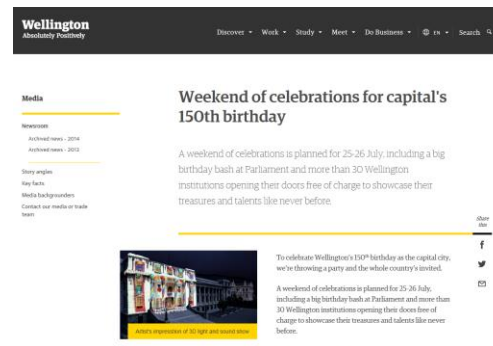 Wellington
Absolutely Positively
Discover Work Study Meet Do Business EN Search
Media
Newsroom
Archived news - 2014
Archived news - 2013
Story angles
Key facts
Media backgrounders
Contact our media or trade
team
Weekend of celebrations for capital's
150th birthday
A weekend of celebrations is planned for 25-26 July, including a big
birthday bash at Parliament and more than 30 Wellington
institutions opening their doors free of charge to showcase their
treasures and talents like never before.
Share
this
Artist's impression of 3D light and sound show
To celebrate Wellington's 150th birthday as the capital city,
we're throwing a party and the whole country's invited.
A weekend of celebrations is planned for 25-26 July,
including a big birthday bash at Parliament and more than
30 Wellington institutions opening their doors free of
charge to showcase their treasures and talents like never
before.